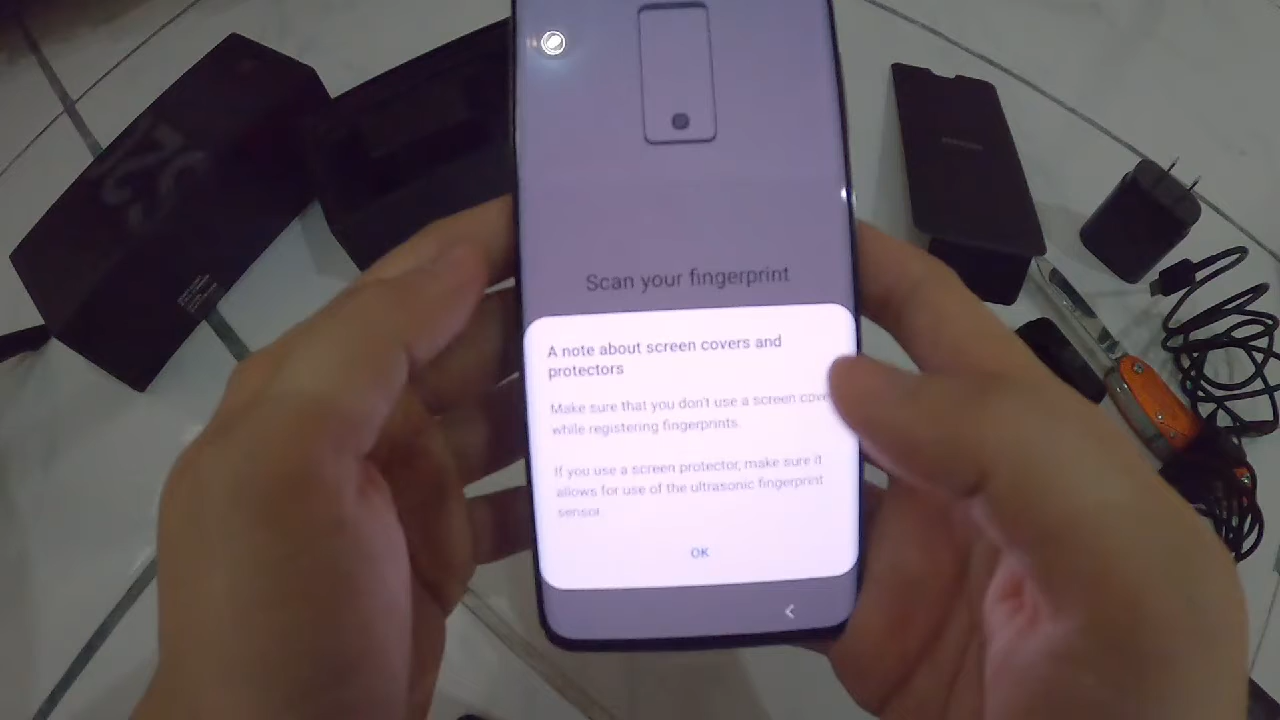 Scan your fingerprint
A note about screen covers and
protectors
Make sure that you don't use a screen cove
while registering fingerprints.
If you use a screen protector, make sure it
allows for use of the ultrasonic fingerprint
sensor.
OK